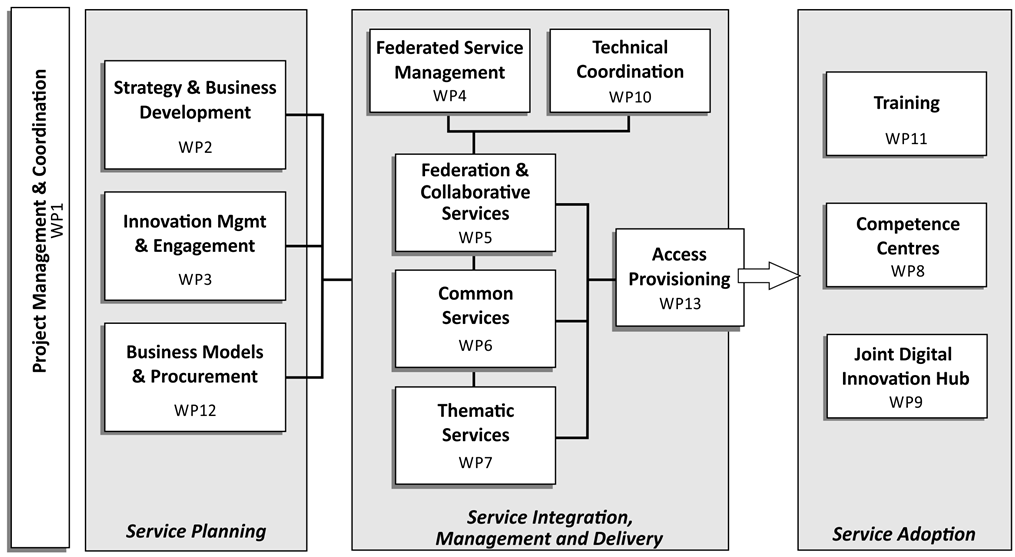 Project Management & Coordination
WP1
Strategy & Business
Development
WP2
Innovation Mgmt
& Engagement
WP3
Business Models
& Procurement
WP12
Service Planning
Federated Service
Management
WP4
Technical
Coordination
WP10
Federation &
Collaborative
Services
WP5
Common
Services
WP6
Thematic
Services
WP7
Access
Provisioning
WP13
Service Integration,
Management and Delivery
Training
WP11
Competence
Centres
WP8
Joint Digital
Innovation Hub
WP9
Service Adoption